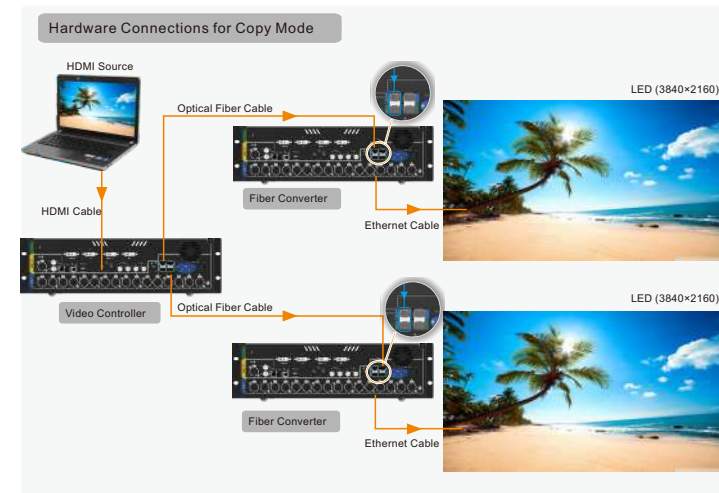 Hardware Connections for Copy Mode
HDMI Source
LED (3840×2160)
Optical Fiber Cable
Fiber Converter
HDMI Cable
Ethernet Cable
LED (3840×2160)
Optical Fiber Cable
Video Controller
Fiber Converter
Ethernet Cable